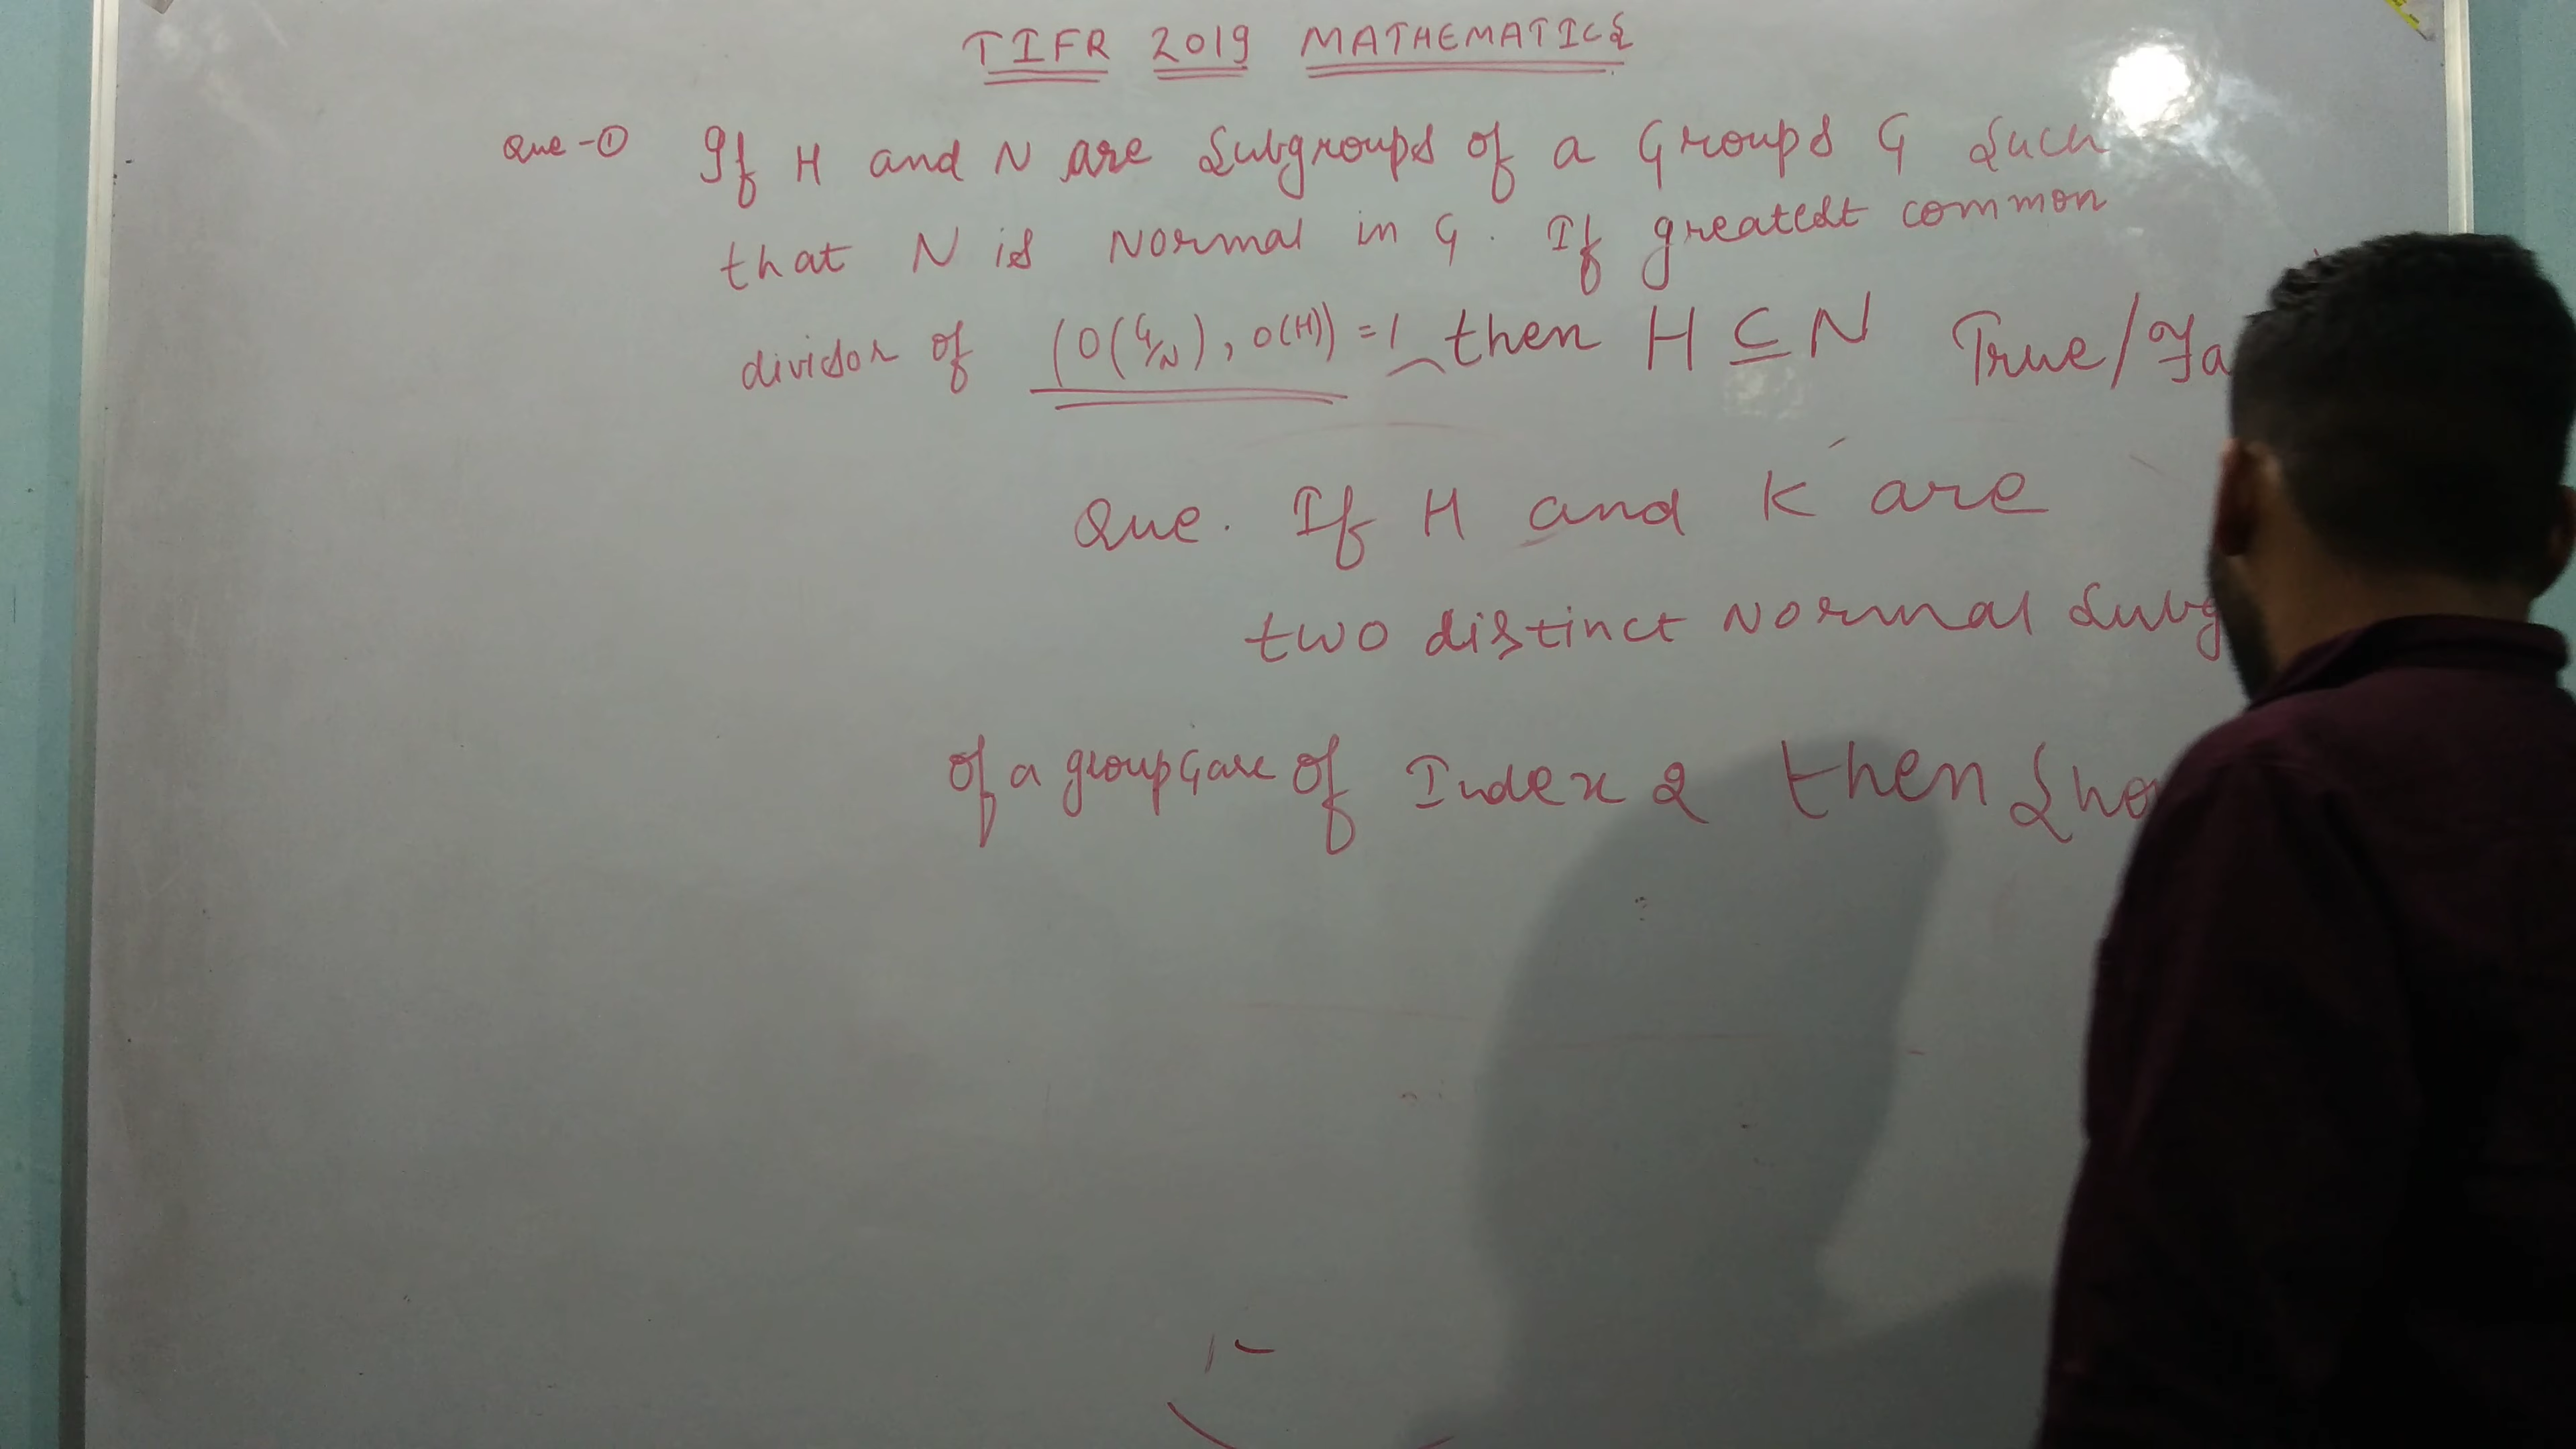 TIFR 2019 MATHEMATICS
Que-① If H and N are Subgroups of a Groups G Such
that N is Normal in G. If greatest common
divisor of (O(G/N), O(H)) = 1 then H ⊆ N True/Fa
Que. If H and K are
two distinct Normal Subg
of a group G are of Index 2 then Sho